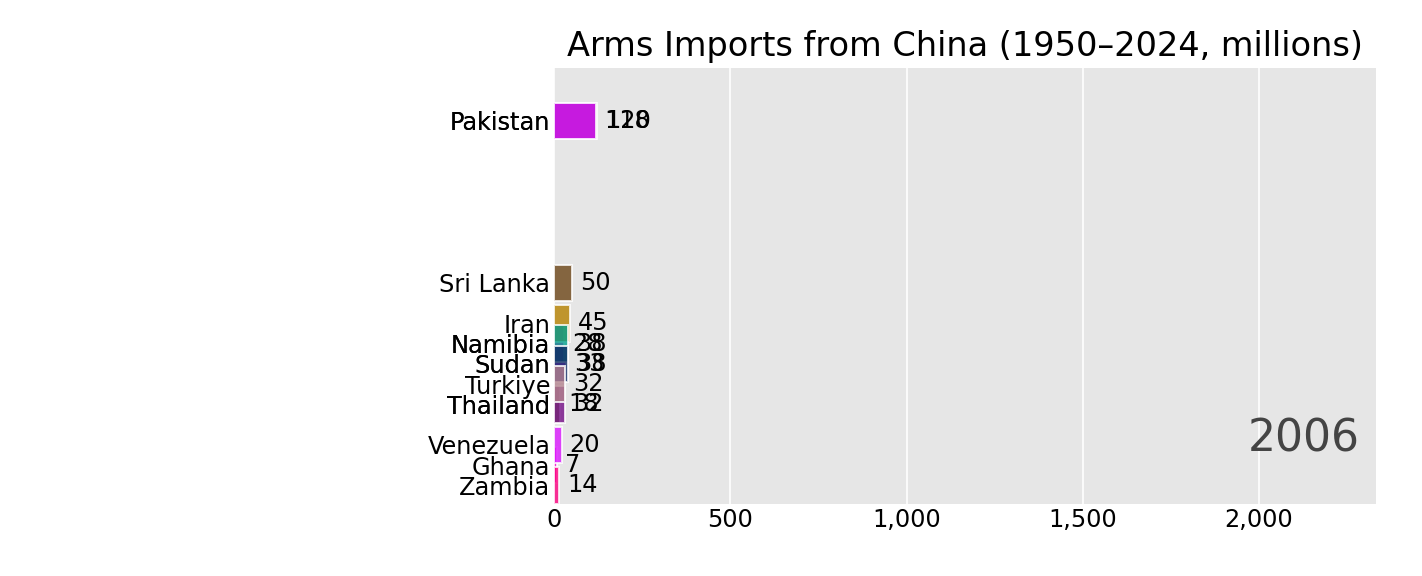 Arms Imports from China (1950–2024, millions)
Pakistan
Sri Lanka 50
Iran 45
Namibia
Sudan
Turkiye 32
Thailand
Venezuela 20
Ghana 7
Zambia 14
2006
0 500 1,000 1,500 2,000